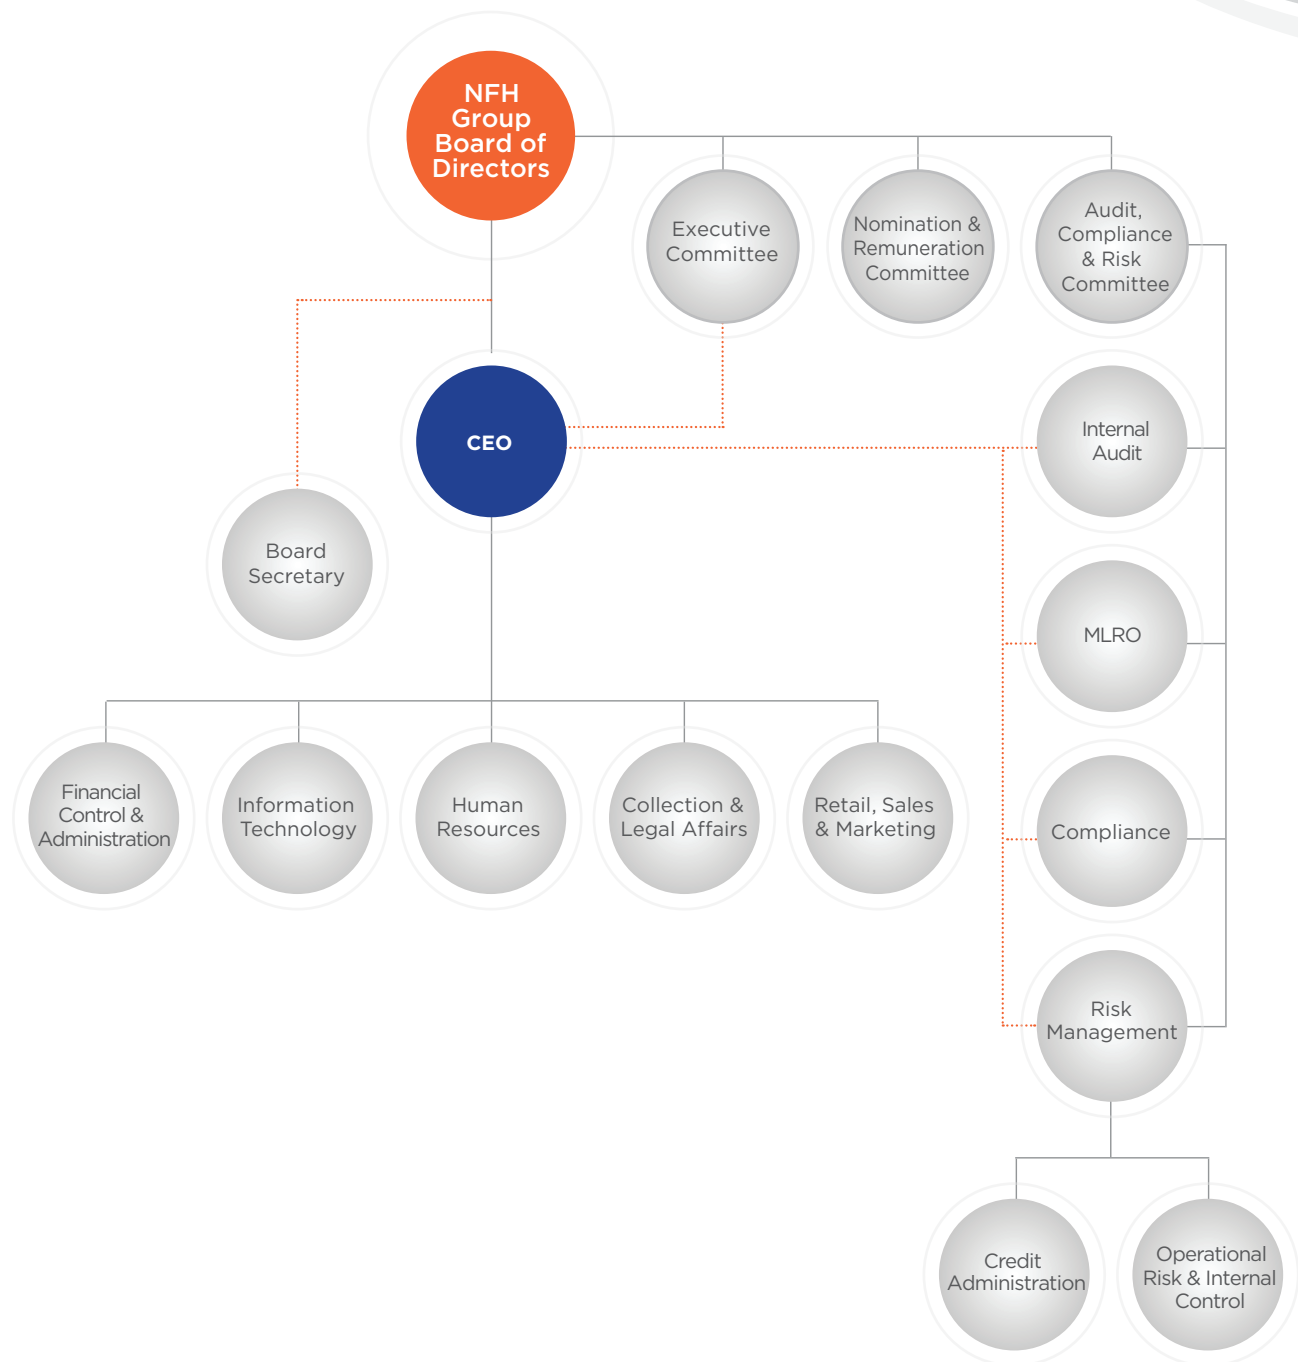 NFH
Group
Board of
Directors
Executive
Committee
Nomination &
Remuneration
Committee
Audit,
Compliance
& Risk
Committee
CEO
Internal
Audit
Board
Secretary
MLRO
Financial
Control &
Administration
Information
Technology
Human
Resources
Collection &
Legal Affairs
Retail, Sales
& Marketing
Compliance
Risk
Management
Credit
Administration
Operational
Risk & Internal
Control